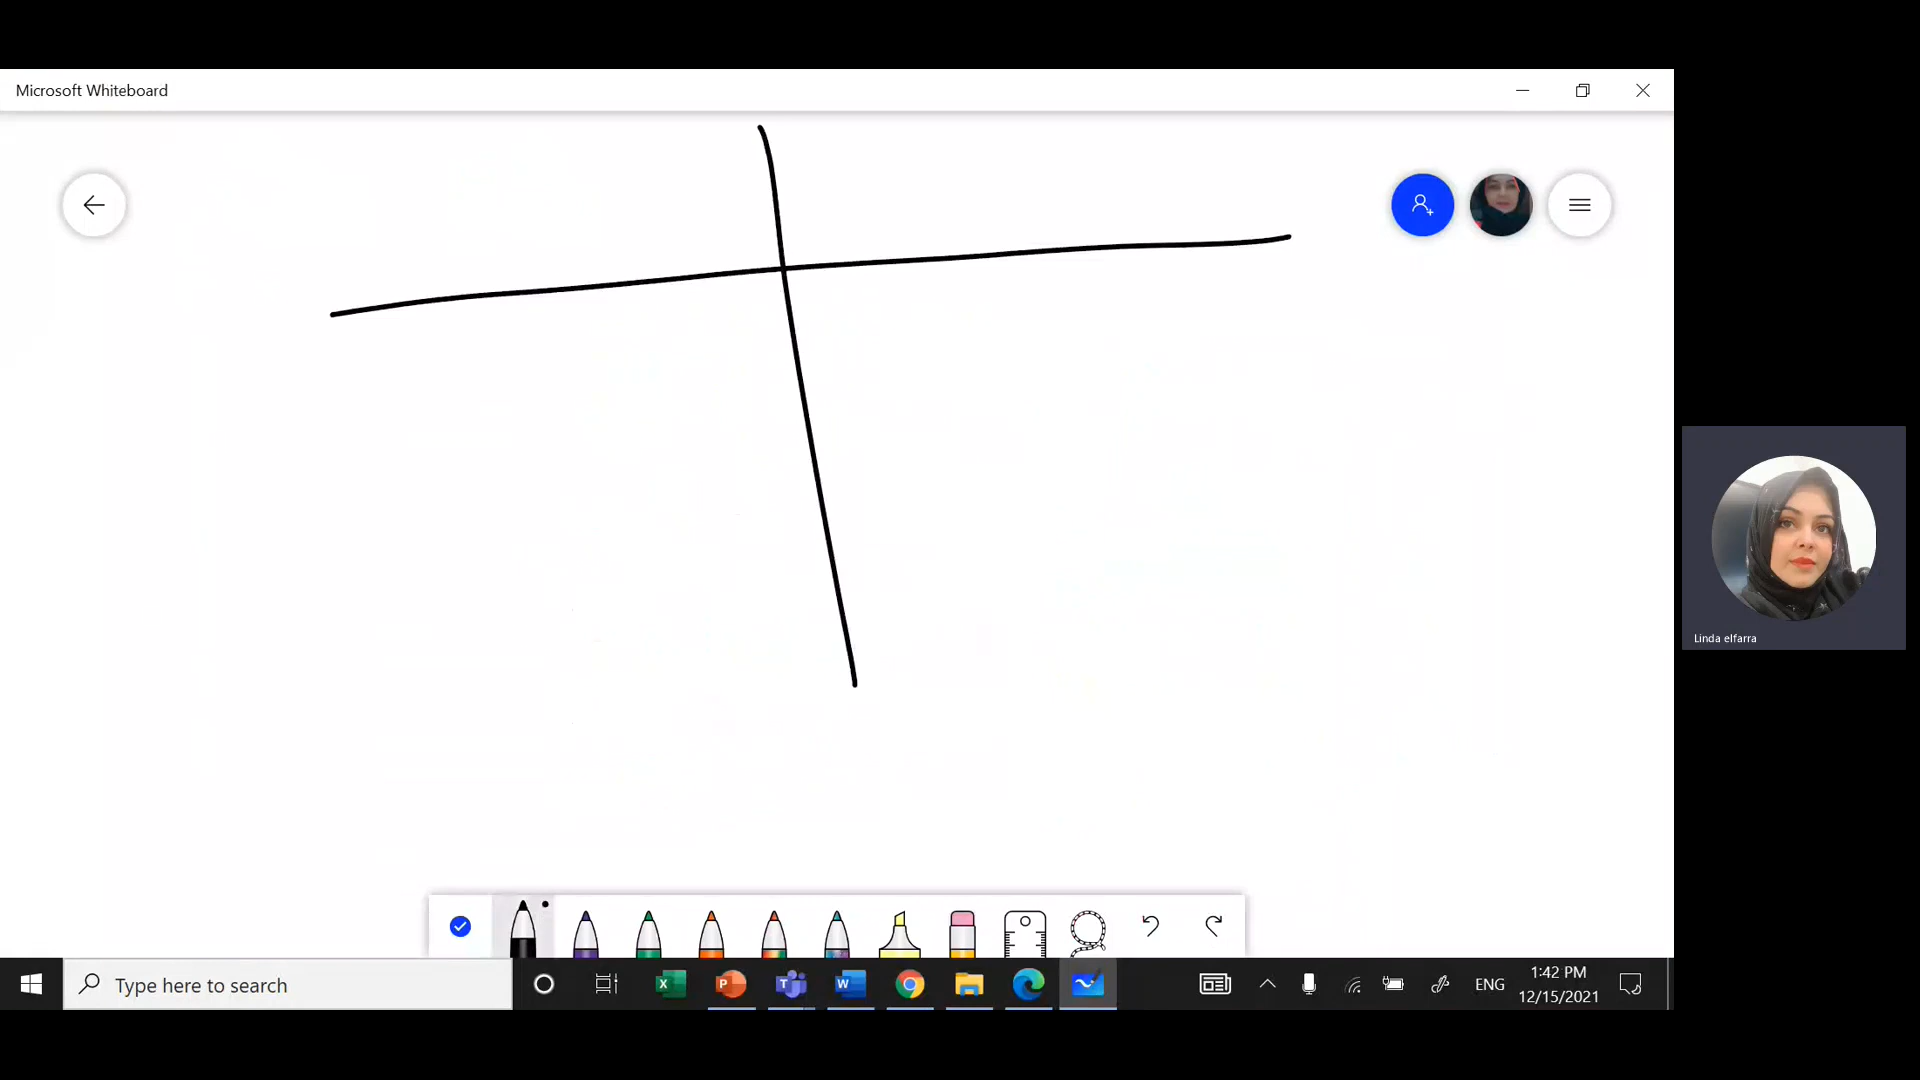 Microsoft Whiteboard
Linda elfarra
Type here to search
ENG
1:42 PM
12/15/2021